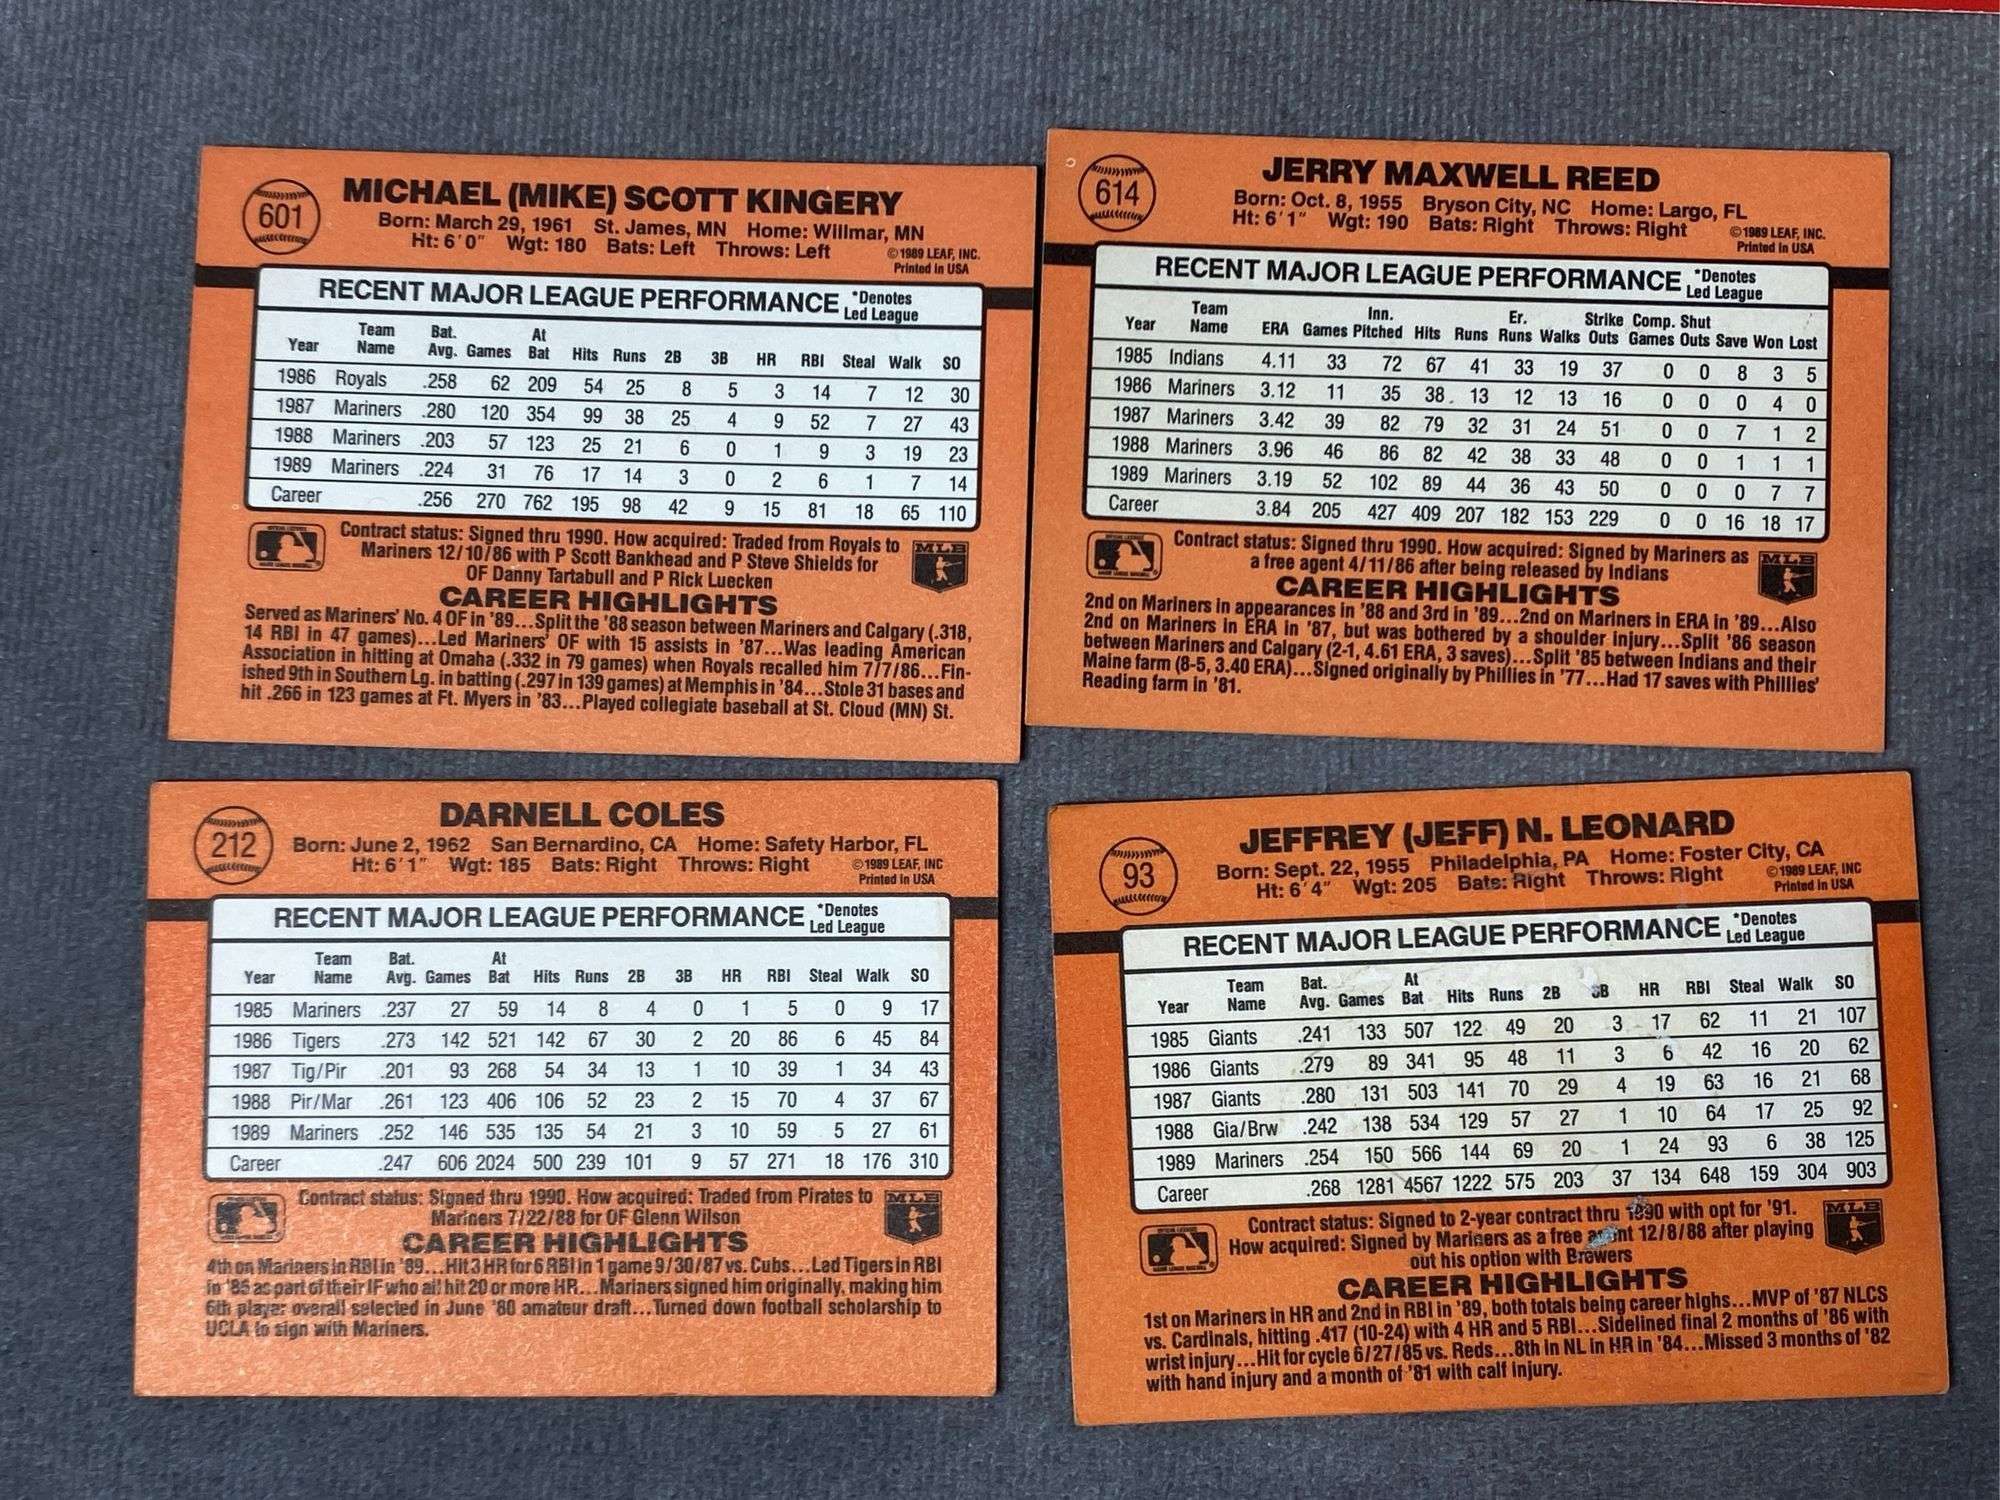 601
MICHAEL (MIKE) SCOTT KINGERY
Born: March 29, 1961 St. James, MN Home: Willmar, MN
Ht: 6'0" Wgt: 180 Bats: Left Throws: Left
©1989 LEAF, INC.
Printed in USA
RECENT MAJOR LEAGUE PERFORMANCE *Denotes Led League
Year Team Name Bat. Avg. Games At Bat Hits Runs 2B 3B HR RBI Steal Walk SO
1986 Royals .258 62 209 54 25 8 5 3 14 7 12 30
1987 Mariners .280 120 354 99 38 25 4 9 52 7 27 43
1988 Mariners .203 57 123 25 21 6 0 1 9 3 19 23
1989 Mariners .224 31 76 17 14 3 0 2 6 1 7 14
Career .256 270 762 195 98 42 9 15 81 18 65 110
Contract status: Signed thru 1990. How acquired: Traded from Royals to
Mariners 12/10/86 with P Scott Bankhead and P Steve Shields for
OF Danny Tartabull and P Rick Luecken
MLB
CAREER HIGHLIGHTS
Served as Mariners' No. 4 OF in '89...Split the '88 season between Mariners and Calgary (.318,
14 RBI in 47 games)...Led Mariners' OF with 15 assists in '87...Was leading American
Association in hitting at Omaha (.332 in 79 games) when Royals recalled him 7/7/86...Fin-
ished 9th in Southern Lg. in batting (.297 in 139 games) at Memphis in '84...Stole 31 bases and
hit .266 in 123 games at Ft. Myers in '83...Played collegiate baseball at St. Cloud (MN) St.
614
JERRY MAXWELL REED
Born: Oct. 8, 1955 Bryson City, NC Home: Largo, FL
Ht: 6'1" Wgt: 190 Bats: Right Throws: Right
©1989 LEAF, INC.
Printed in USA
RECENT MAJOR LEAGUE PERFORMANCE *Denotes Led League
Year Team Name ERA Games Inn. Pitched Hits Runs Er. Runs Walks Strike Outs Comp. Games Shut Outs Save Won Lost
1985 Indians 4.11 33 72 67 41 33 19 37 0 0 8 3 5
1986 Mariners 3.12 11 35 38 13 12 13 16 0 0 0 4 0
1987 Mariners 3.42 39 82 79 32 31 24 51 0 0 7 1 2
1988 Mariners 3.96 46 86 82 42 38 33 48 0 0 1 1 1
1989 Mariners 3.19 52 102 89 44 36 43 50 0 0 0 7 7
Career 3.84 205 427 409 207 182 153 229 0 0 16 18 17
Contract status: Signed thru 1990. How acquired: Signed by Mariners as
a free agent 4/11/86 after being released by Indians
MLB
CAREER HIGHLIGHTS
2nd on Mariners in appearances in '88 and 3rd in '89...2nd on Mariners in ERA in '89...Also
2nd on Mariners in ERA in '87, but was bothered by a shoulder injury...Split '86 season
between Mariners and Calgary (2-1, 4.61 ERA, 3 saves)...Split '85 between Indians and their
Maine farm (8-5, 3.40 ERA)...Signed originally by Phillies in '77...Had 17 saves with Phillies'
Reading farm in '81.
212
DARNELL COLES
Born: June 2, 1962 San Bernardino, CA Home: Safety Harbor, FL
Ht: 6'1" Wgt: 185 Bats: Right Throws: Right
©1989 LEAF, INC
Printed in USA
RECENT MAJOR LEAGUE PERFORMANCE *Denotes Led League
Year Team Name Bat. Avg. Games At Bat Hits Runs 2B 3B HR RBI Steal Walk SO
1985 Mariners .237 27 59 14 8 4 0 1 5 0 9 17
1986 Tigers .273 142 521 142 67 30 2 20 86 6 45 84
1987 Tig/Pir .201 93 268 54 34 13 1 10 39 1 34 43
1988 Pir/Mar .261 123 406 106 52 23 2 15 70 4 37 67
1989 Mariners .252 146 535 135 54 21 3 10 59 5 27 61
Career .247 606 2024 500 239 101 9 57 271 18 176 310
Contract status: Signed thru 1990. How acquired: Traded from Pirates to
Mariners 7/22/88 for OF Glenn Wilson
MLB
CAREER HIGHLIGHTS
4th on Mariners in RBI in '89...Hit 3 HR for 6 RBI in 1 game 9/30/87 vs. Cubs...Led Tigers in RBI
in '86 as part of their IF who all hit 20 or more HR...Mariners signed him originally, making him
6th player overall selected in June '80 amateur draft...Turned down football scholarship to
UCLA to sign with Mariners.
93
JEFFREY (JEFF) N. LEONARD
Born: Sept. 22, 1955 Philadelphia, PA Home: Foster City, CA
Ht: 6'4" Wgt: 205 Bats: Right Throws: Right
©1989 LEAF, INC
Printed in USA
RECENT MAJOR LEAGUE PERFORMANCE *Denotes Led League
Year Team Name Bat. Avg. Games At Bat Hits Runs 2B 3B HR RBI Steal Walk SO
1985 Giants .241 133 507 122 49 20 3 17 62 11 21 107
1986 Giants .279 89 341 95 48 11 3 6 42 16 20 62
1987 Giants .280 131 503 141 70 29 4 19 63 16 21 68
1988 Gia/Brw .242 138 534 129 57 27 1 10 64 17 25 92
1989 Mariners .254 150 566 144 69 20 1 24 93 6 38 125
Career .268 1281 4567 1222 575 203 37 134 648 159 304 903
Contract status: Signed to 2-year contract thru 1990 with opt for '91.
How acquired: Signed by Mariners as a free agent 12/8/88 after playing
out his option with Brewers
MLB
CAREER HIGHLIGHTS
1st on Mariners in HR and 2nd in RBI in '89, both totals being career highs...MVP of '87 NLCS
vs. Cardinals, hitting .417 (10-24) with 4 HR and 5 RBI...Sidelined final 2 months of '86 with
wrist injury...Hit for cycle 6/27/85 vs. Reds...8th in NL in HR in '84...Missed 3 months of '82
with hand injury and a month of '81 with calf injury.